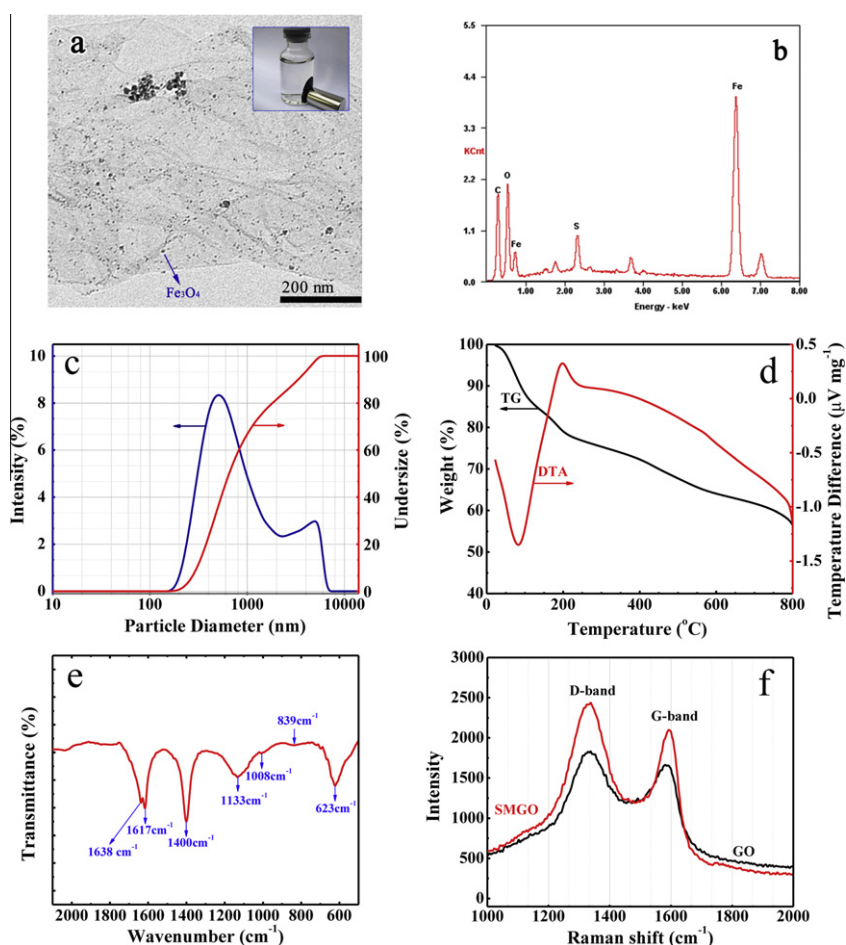 a
Fe₃O₄
200 nm
b
5.5
4.4
3.3
KCnt
2.2
1.1
0.0
C
O
Fe
S
Fe
1.00 2.00 3.00 4.00 5.00 6.00 7.00 8.00
Energy - keV
c
10
8
6
4
2
0
Intensity (%)
100
80
60
40
20
0
Undersize (%)
10 100 1000 10000
Particle Diameter (nm)
d
100
90
80
70
60
50
40
Weight (%)
TG
DTA
0.5
0.0
-0.5
-1.0
-1.5
Temperature Difference (μV mg⁻¹)
0 200 400 600 800
Temperature (°C)
e
Transmittance (%)
839cm⁻¹
1008cm⁻¹
1133cm⁻¹
623cm⁻¹
1617cm⁻¹
1400cm⁻¹
1638 cm⁻¹
2000 1800 1600 1400 1200 1000 800 600
Wavenumber (cm⁻¹)
f
3000
2500
2000
1500
1000
500
0
Intensity
D-band
G-band
SMGO
GO
1000 1200 1400 1600 1800 2000
Raman shift (cm⁻¹)